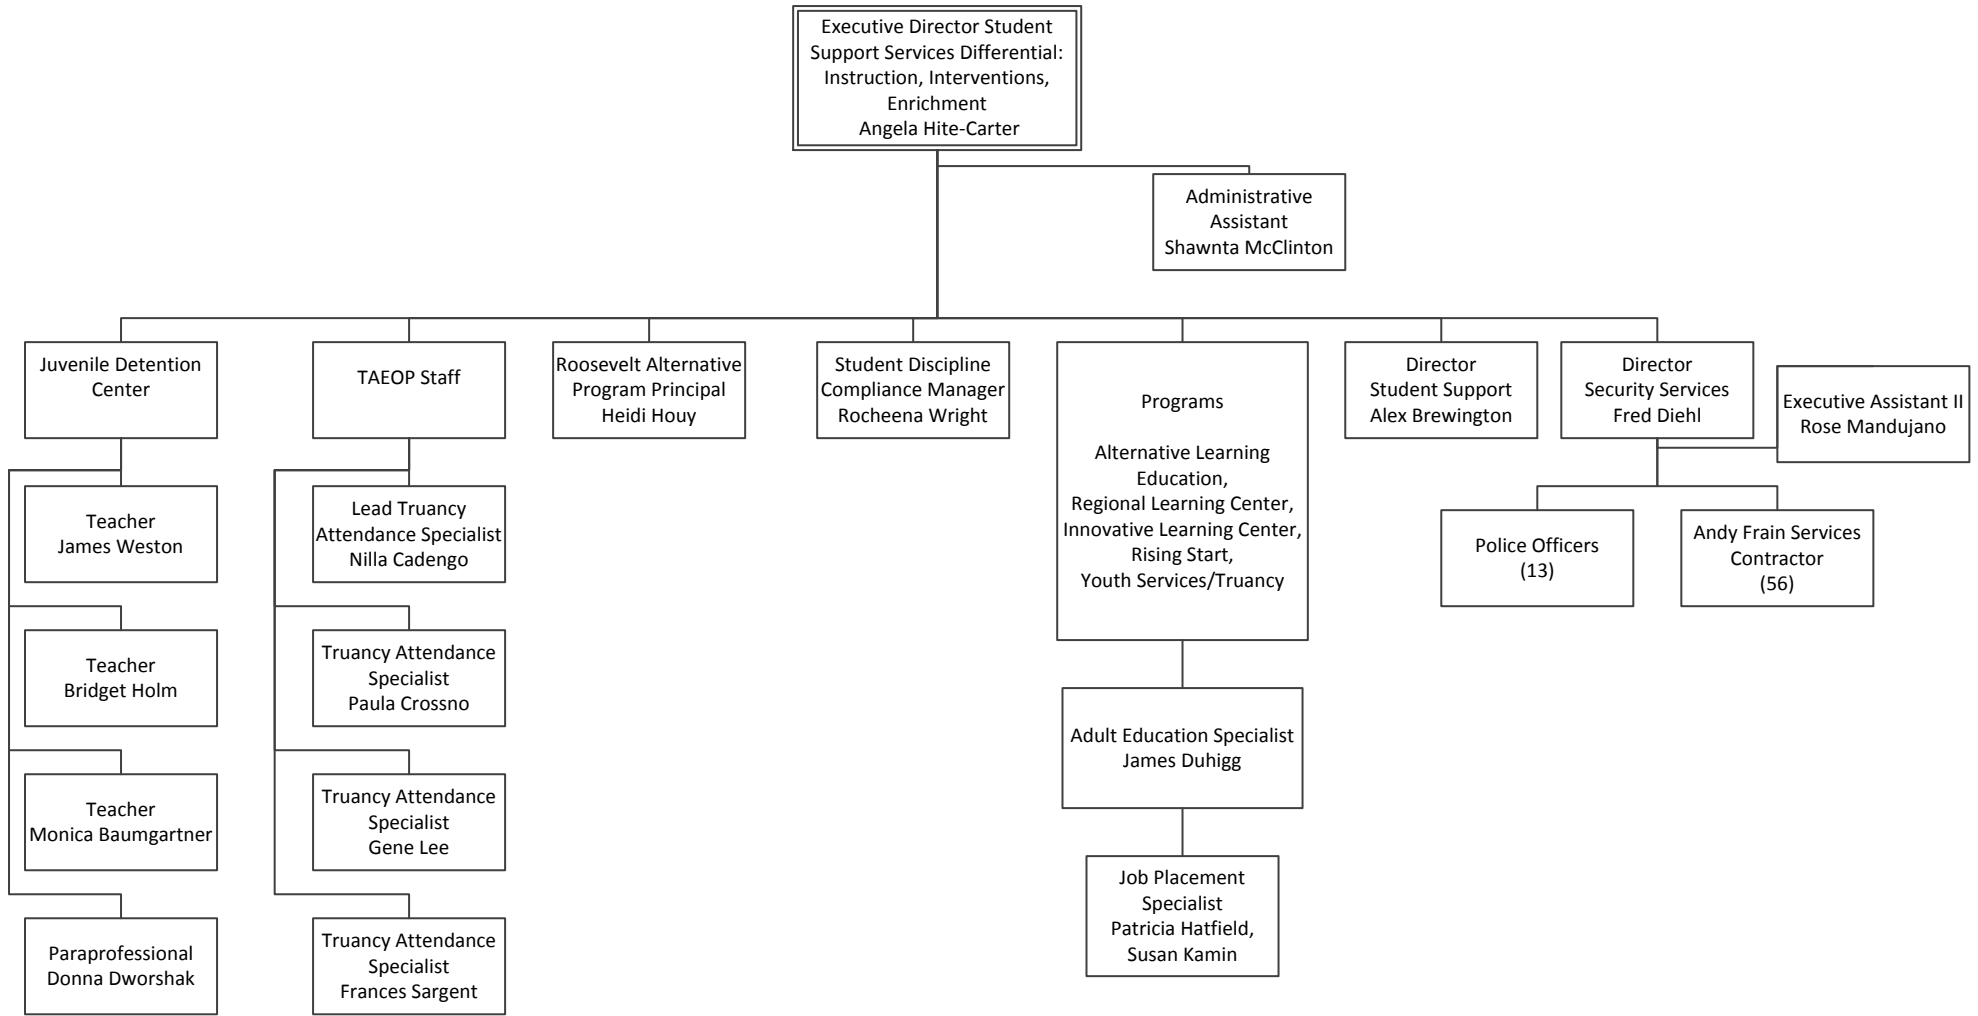 Executive Director Student
Support Services Differential:
Instruction, Interventions,
Enrichment
Angela Hite-Carter
Administrative
Assistant
Shawnta McClinton
Juvenile Detention
Center
TAEOP Staff
Roosevelt Alternative
Program Principal
Heidi Houy
Student Discipline
Compliance Manager
Rocheena Wright
Programs
Alternative Learning
Education,
Regional Learning Center,
Innovative Learning Center,
Rising Start,
Youth Services/Truancy
Director
Student Support
Alex Brewington
Director
Security Services
Fred Diehl
Executive Assistant II
Rose Mandujano
Teacher
James Weston
Lead Truancy
Attendance Specialist
Nilla Cadengo
Police Officers
(13)
Andy Frain Services
Contractor
(56)
Teacher
Bridget Holm
Truancy Attendance
Specialist
Paula Crossno
Adult Education Specialist
James Duhigg
Teacher
Monica Baumgartner
Truancy Attendance
Specialist
Gene Lee
Job Placement
Specialist
Patricia Hatfield,
Susan Kamin
Paraprofessional
Donna Dworshak
Truancy Attendance
Specialist
Frances Sargent